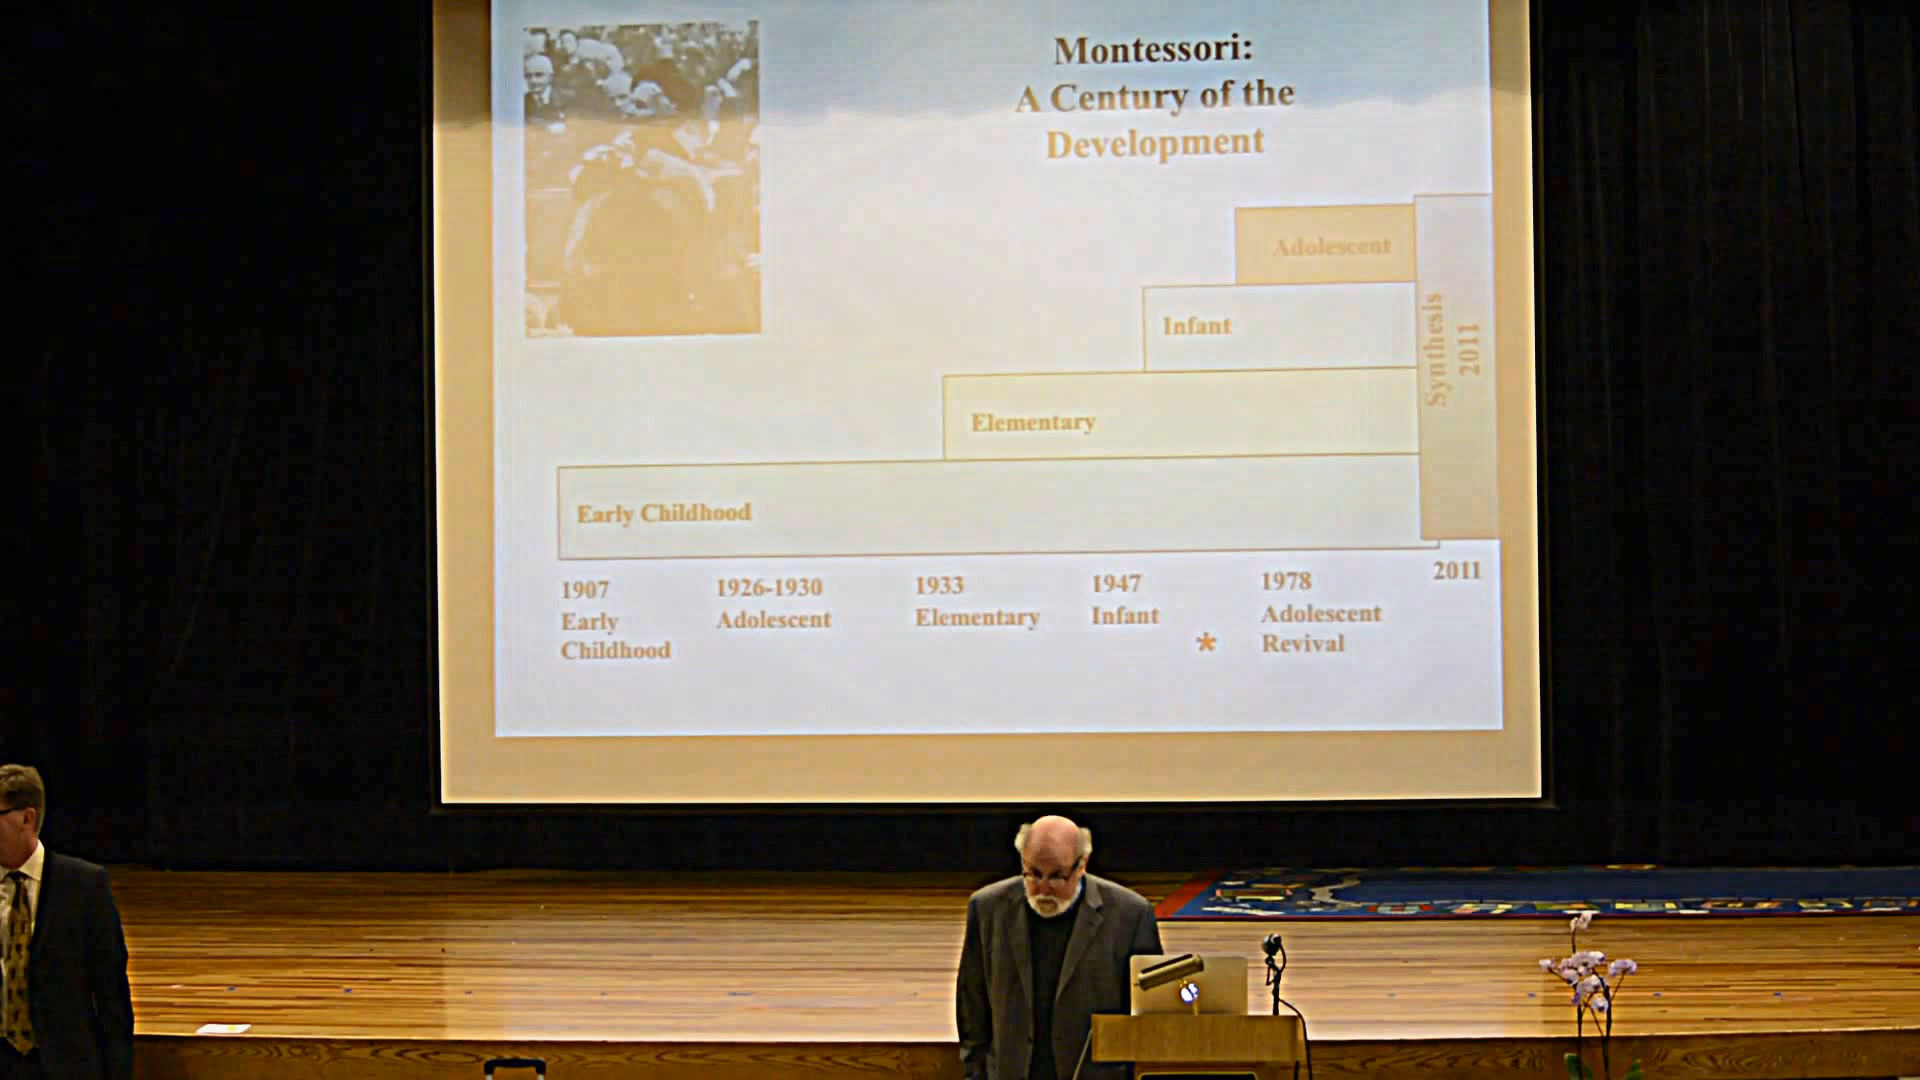 Montessori:
A Century of the
Development
Adolescent
Infant
Elementary
Early Childhood
Synthesis
2011
1907
Early
Childhood
1926-1930
Adolescent
1933
Elementary
1947
Infant
*
1978
Adolescent
Revival
2011